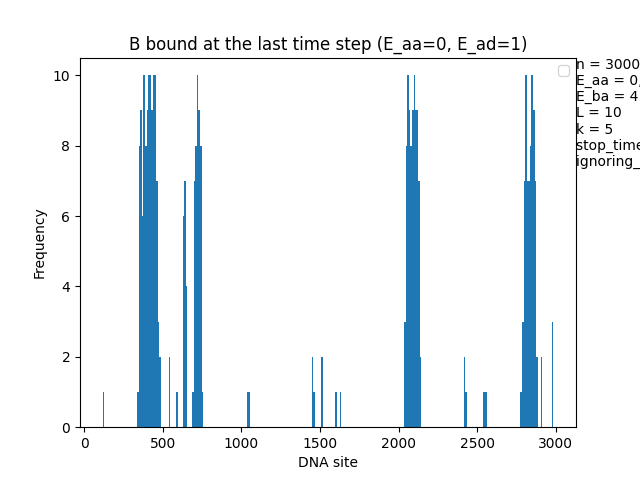 B bound at the last time step (E_aa=0, E_ad=1)
n = 3000
E_aa = 0,
E_ba = 4
L = 10
k = 5
stop_time
ignoring_
Frequency
10
8
6
4
2
0
0 500 1000 1500 2000 2500 3000
DNA site